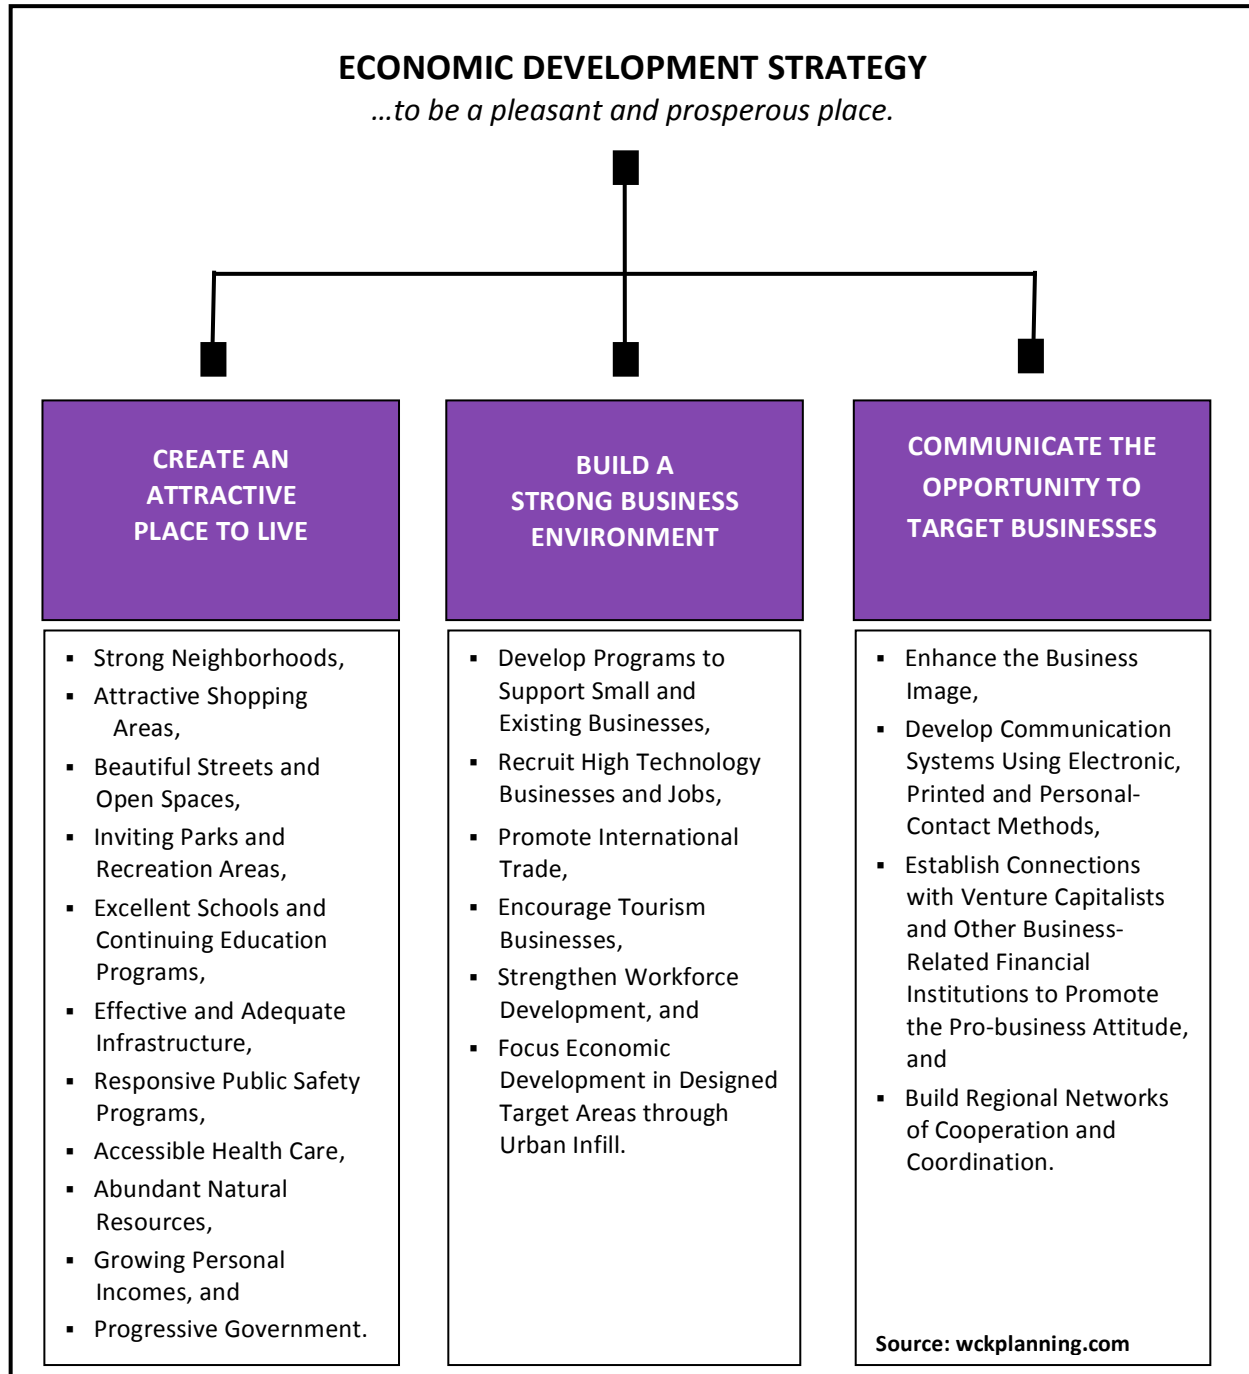 ECONOMIC DEVELOPMENT STRATEGY
…to be a pleasant and prosperous place.
CREATE AN
ATTRACTIVE
PLACE TO LIVE
▪ Strong Neighborhoods,
▪ Attractive Shopping
Areas,
▪ Beautiful Streets and
Open Spaces,
▪ Inviting Parks and
Recreation Areas,
▪ Excellent Schools and
Continuing Education
Programs,
▪ Effective and Adequate
Infrastructure,
▪ Responsive Public Safety
Programs,
▪ Accessible Health Care,
▪ Abundant Natural
Resources,
▪ Growing Personal
Incomes, and
▪ Progressive Government.
BUILD A
STRONG BUSINESS
ENVIRONMENT
▪ Develop Programs to
Support Small and
Existing Businesses,
▪ Recruit High Technology
Businesses and Jobs,
▪ Promote International
Trade,
▪ Encourage Tourism
Businesses,
▪ Strengthen Workforce
Development, and
▪ Focus Economic
Development in Designed
Target Areas through
Urban Infill.
COMMUNICATE THE
OPPORTUNITY TO
TARGET BUSINESSES
▪ Enhance the Business
Image,
▪ Develop Communication
Systems Using Electronic,
Printed and Personal-
Contact Methods,
▪ Establish Connections
with Venture Capitalists
and Other Business-
Related Financial
Institutions to Promote
the Pro-business Attitude,
and
▪ Build Regional Networks
of Cooperation and
Coordination.
Source: wckplanning.com